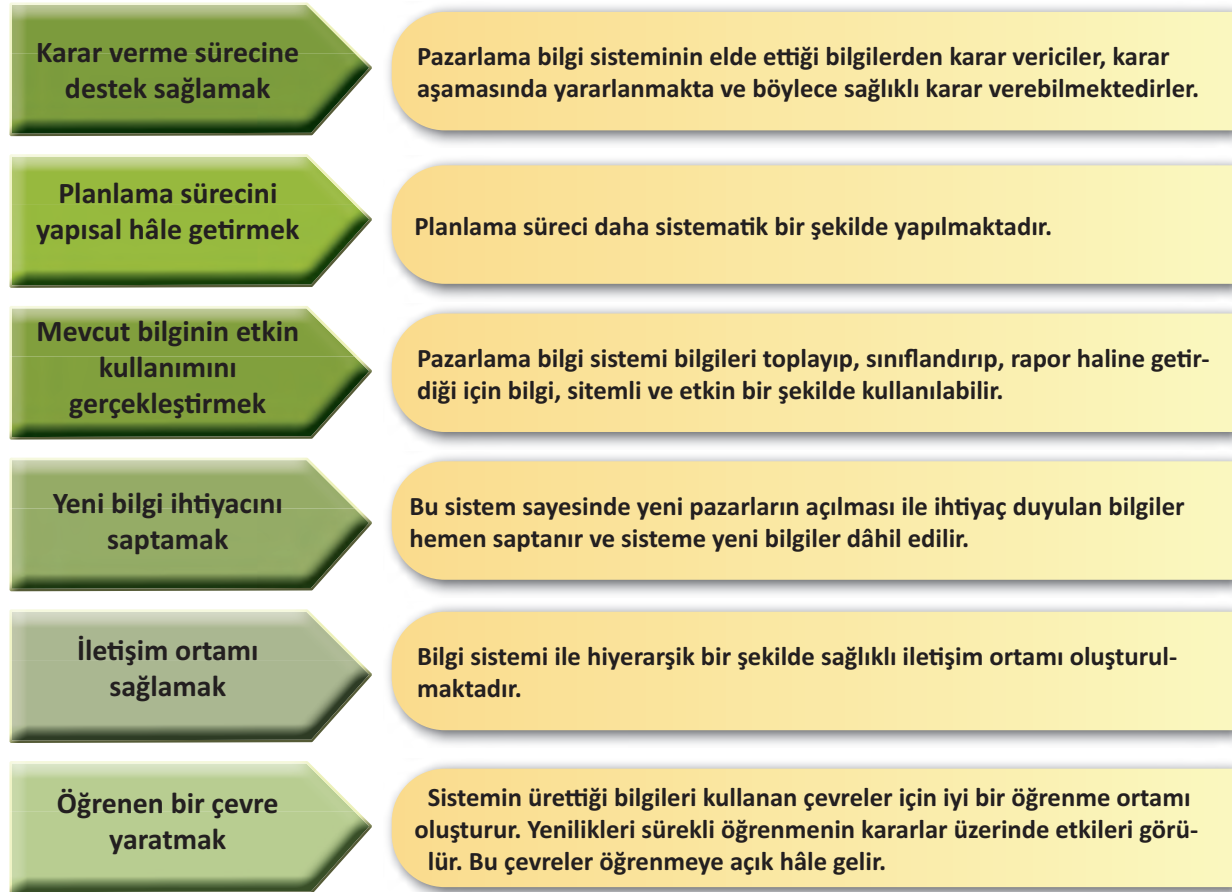 Karar verme sürecine
destek sağlamak
Pazarlama bilgi sisteminin elde ettiği bilgilerden karar vericiler, karar
aşamasında yararlanmakta ve böylece sağlıklı karar verebilmektedirler.
Planlama sürecini
yapısal hâle getirmek
Planlama süreci daha sistematik bir şekilde yapılmaktadır.
Mevcut bilginin etkin
kullanımını
gerçekleştirmek
Pazarlama bilgi sistemi bilgileri toplayıp, sınıflandırıp, rapor haline getir-
diği için bilgi, sitemli ve etkin bir şekilde kullanılabilir.
Yeni bilgi ihtiyacını
saptamak
Bu sistem sayesinde yeni pazarların açılması ile ihtiyaç duyulan bilgiler
hemen saptanır ve sisteme yeni bilgiler dâhil edilir.
İletişim ortamı
sağlamak
Bilgi sistemi ile hiyerarşik bir şekilde sağlıklı iletişim ortamı oluşturul-
maktadır.
Öğrenen bir çevre
yaratmak
Sistemin ürettiği bilgileri kullanan çevreler için iyi bir öğrenme ortamı
oluşturur. Yenilikleri sürekli öğrenmenin kararlar üzerinde etkileri görü-
lür. Bu çevreler öğrenmeye açık hâle gelir.